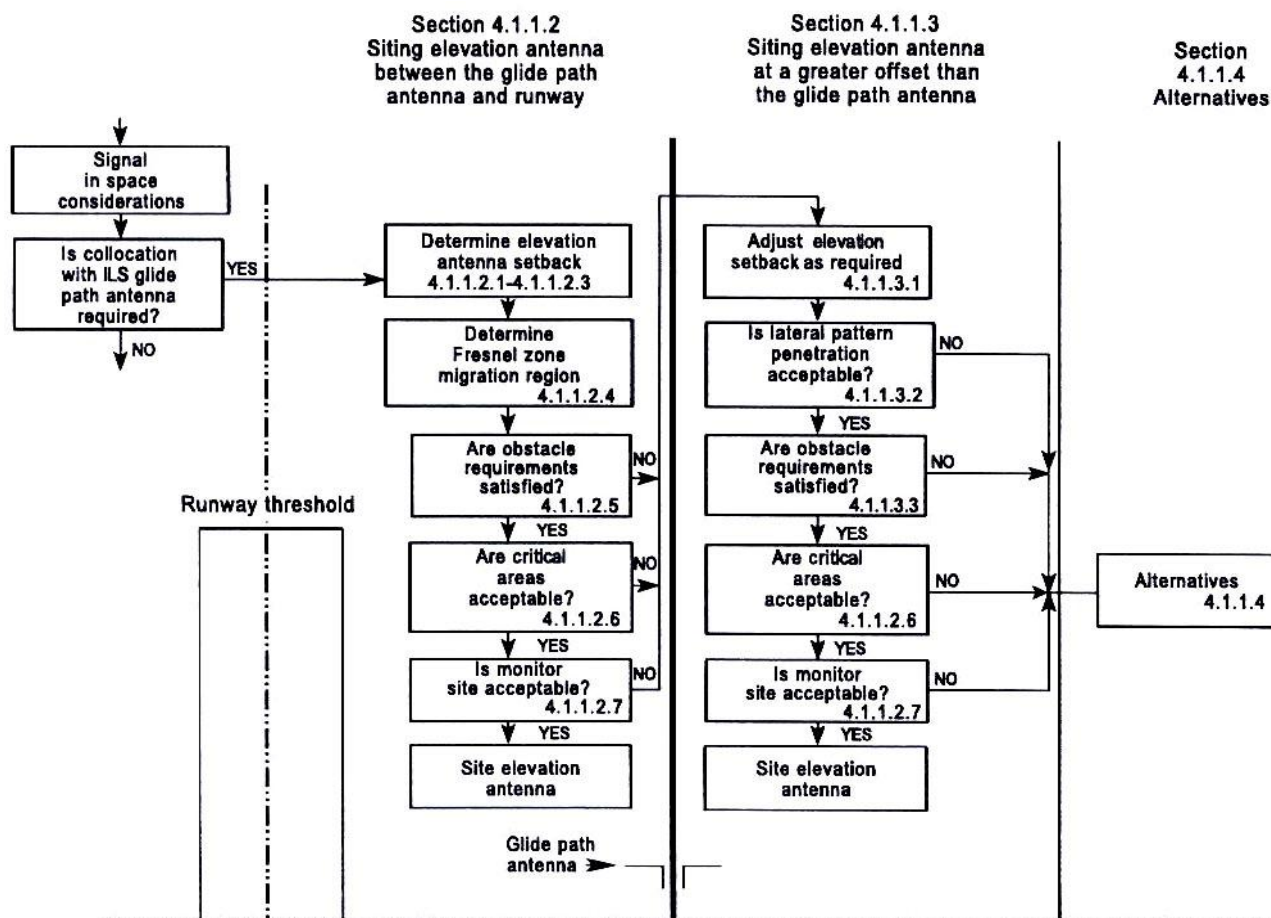 Section 4.1.1.2
Siting elevation antenna
between the glide path
antenna and runway
Section 4.1.1.3
Siting elevation antenna
at a greater offset than
the glide path antenna
Section
4.1.1.4
Alternatives
Signal
in space
considerations
Is collocation
with ILS glide
path antenna
required?
YES
NO
Determine elevation
antenna setback
4.1.1.2.1-4.1.1.2.3
Determine
Fresnel zone
migration region
4.1.1.2.4
Are obstacle
requirements
satisfied?
4.1.1.2.5
NO
YES
Are critical
areas
acceptable?
4.1.1.2.6
NO
YES
Is monitor
site acceptable?
4.1.1.2.7
NO
YES
Site elevation
antenna
Adjust elevation
setback as required
4.1.1.3.1
Is lateral pattern
penetration
acceptable?
4.1.1.3.2
NO
YES
Are obstacle
requirements
satisfied?
4.1.1.3.3
NO
YES
Are critical
areas
acceptable?
4.1.1.2.6
NO
YES
Is monitor
site acceptable?
4.1.1.2.7
NO
YES
Site elevation
antenna
Alternatives
4.1.1.4
Runway threshold
Glide path
antenna